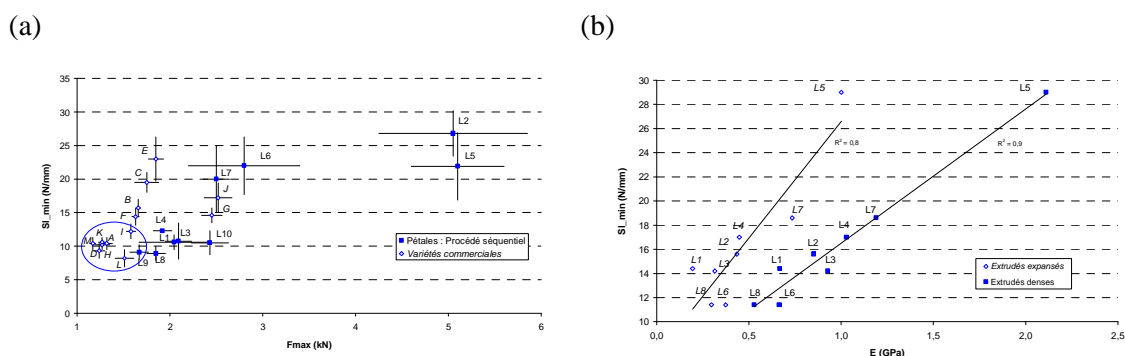 (a)
(b)
SI_min (N/mm)
35
30
25
20
15
10
5
0
1
2
3
4
5
6
Fmax (kN)
L2
L5
L6
L7
E
C
J
G
B
F
I
L4
K
A
L1
L3
L10
D
H
L
L9
L8
Pétales : Procédé séquentiel
Variétés commerciales
SI_min (N/mm)
30
28
26
24
22
20
18
16
14
12
10
0,0
0,5
1,0
1,5
2,0
2,5
E (GPa)
L5
L5
R² = 0,8
R² = 0,9
L7
L7
L4
L4
L2
L2
L1
L3
L1
L3
L8
L6
L8
L6
Extrudés expansés
Extrudés denses